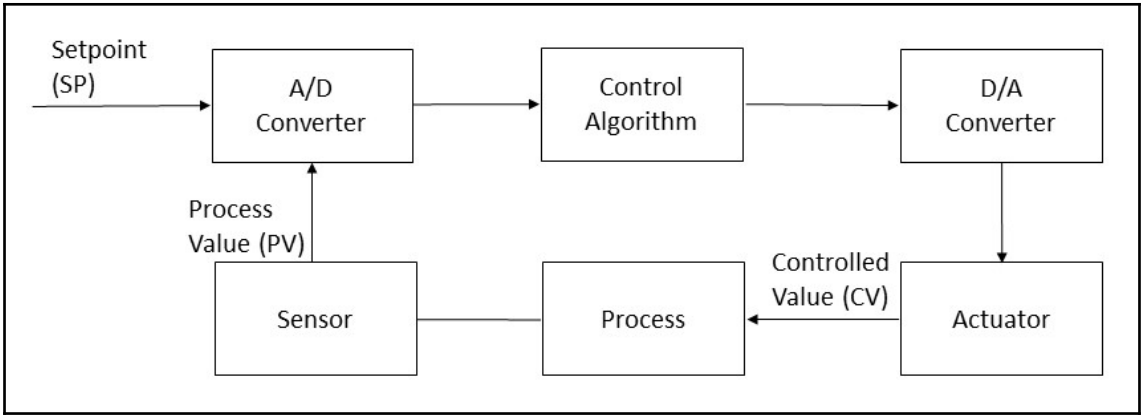 Setpoint
(SP)
A/D
Converter
Control
Algorithm
D/A
Converter
Process
Value (PV)
Sensor
Process
Controlled
Value (CV)
Actuator